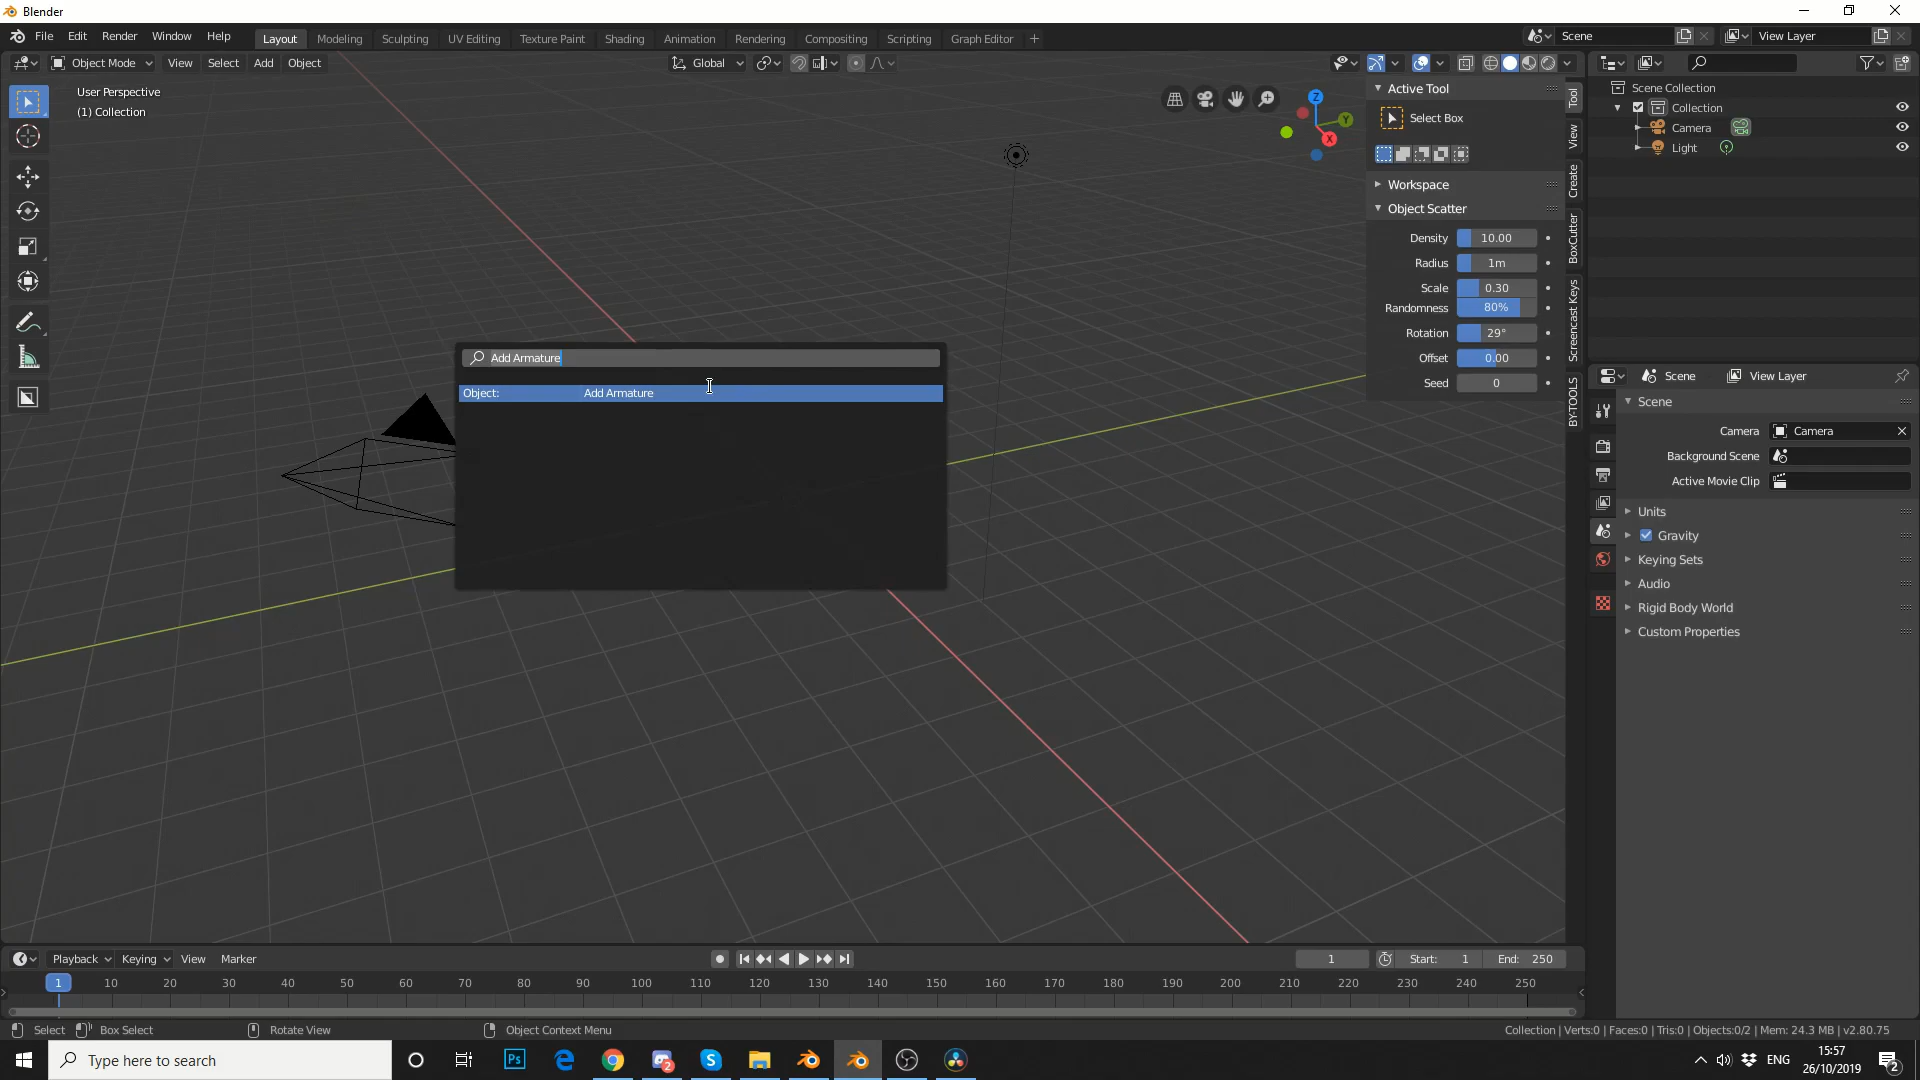 Blender
File Edit Render Window Help
Layout Modeling Sculpting UV Editing Texture Paint Shading Animation Rendering Compositing Scripting Graph Editor +
Scene
View Layer
Object Mode View Select Add Object
Global
User Perspective
(1) Collection
Z
Y
X
Active Tool
Select Box
Workspace
Object Scatter
Density 10.00
Radius 1m
Scale 0.30
Randomness 80%
Rotation 29°
Offset 0.00
Seed 0
Tool
View
Create
BoxCutter
Screencast Keys
BY-TOOLS
Scene Collection
Collection
Camera
Light
Add Armature
Object: Add Armature
Scene View Layer
Scene
Camera Camera
Background Scene
Active Movie Clip
Units
Gravity
Keying Sets
Audio
Rigid Body World
Custom Properties
Playback Keying View Marker
1 Start: 1 End: 250
1 10 20 30 40 50 60 70 80 90 100 110 120 130 140 150 160 170 180 190 200 210 220 230 240 250
Select Box Select Rotate View Object Context Menu
Collection | Verts:0 | Faces:0 | Tris:0 | Objects:0/2 | Mem: 24.3 MB | v2.80.75
Type here to search
Ps
2
ENG
15:57
26/10/2019
2